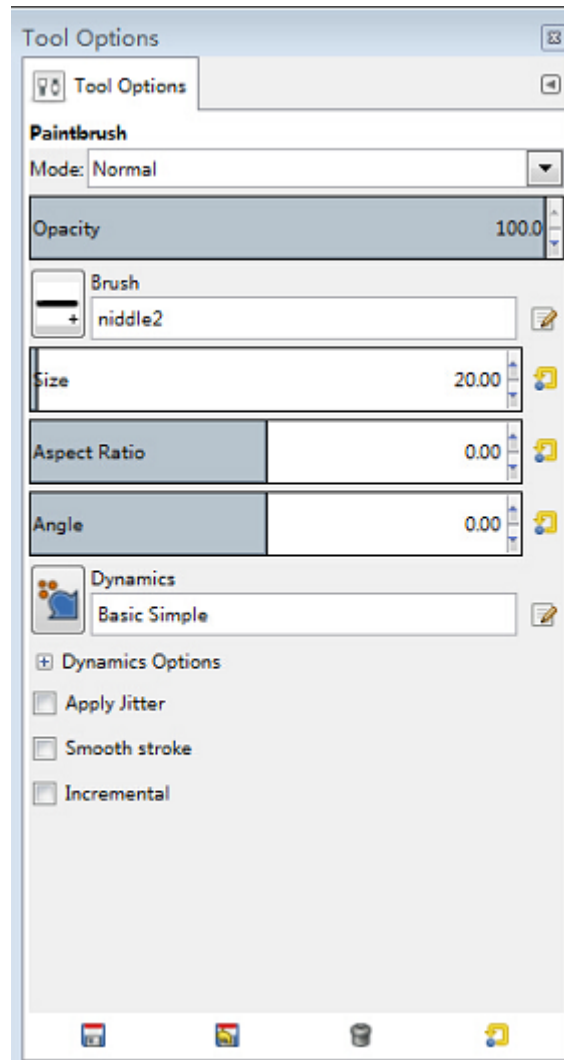 Tool Options
Tool Options
Paintbrush
Mode: Normal
Opacity 100.0
Brush
niddle2
Size 20.00
Aspect Ratio 0.00
Angle 0.00
Dynamics
Basic Simple
Dynamics Options
Apply Jitter
Smooth stroke
Incremental